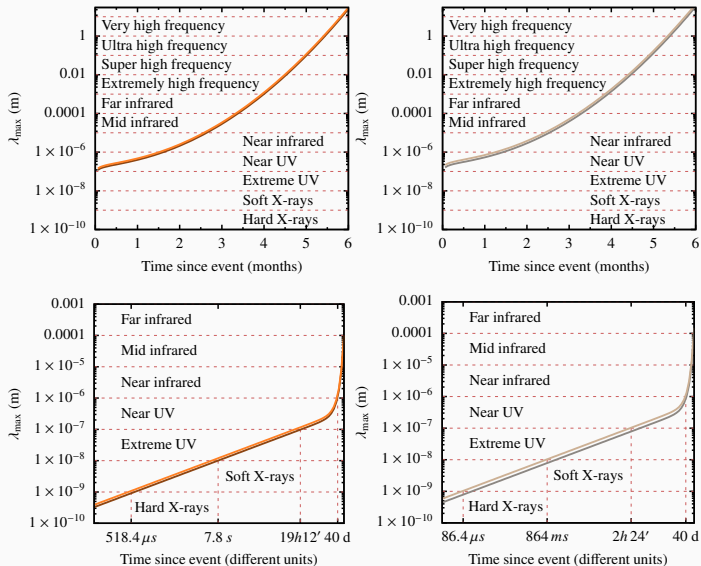 λmax (m)
1
0.01
0.0001
1 × 10⁻⁶
1 × 10⁻⁸
1 × 10⁻¹⁰
Very high frequency
Ultra high frequency
Super high frequency
Extremely high frequency
Far infrared
Mid infrared
Near infrared
Near UV
Extreme UV
Soft X-rays
Hard X-rays
0 1 2 3 4 5 6
Time since event (months)
λmax (m)
1
0.01
0.0001
1 × 10⁻⁶
1 × 10⁻⁸
1 × 10⁻¹⁰
Very high frequency
Ultra high frequency
Super high frequency
Extremely high frequency
Far infrared
Mid infrared
Near infrared
Near UV
Extreme UV
Soft X-rays
Hard X-rays
0 1 2 3 4 5 6
Time since event (months)
λmax (m)
0.001
0.0001
1 × 10⁻⁵
1 × 10⁻⁶
1 × 10⁻⁷
1 × 10⁻⁸
1 × 10⁻⁹
1 × 10⁻¹⁰
Far infrared
Mid infrared
Near infrared
Near UV
Extreme UV
Soft X-rays
Hard X-rays
518.4 μs 7.8 s 19h12′ 40 d
Time since event (different units)
λmax (m)
0.001
0.0001
1 × 10⁻⁵
1 × 10⁻⁶
1 × 10⁻⁷
1 × 10⁻⁸
1 × 10⁻⁹
1 × 10⁻¹⁰
Far infrared
Mid infrared
Near infrared
Near UV
Extreme UV
Soft X-rays
Hard X-rays
86.4 μs 864 ms 2h 24′ 40 d
Time since event (different units)